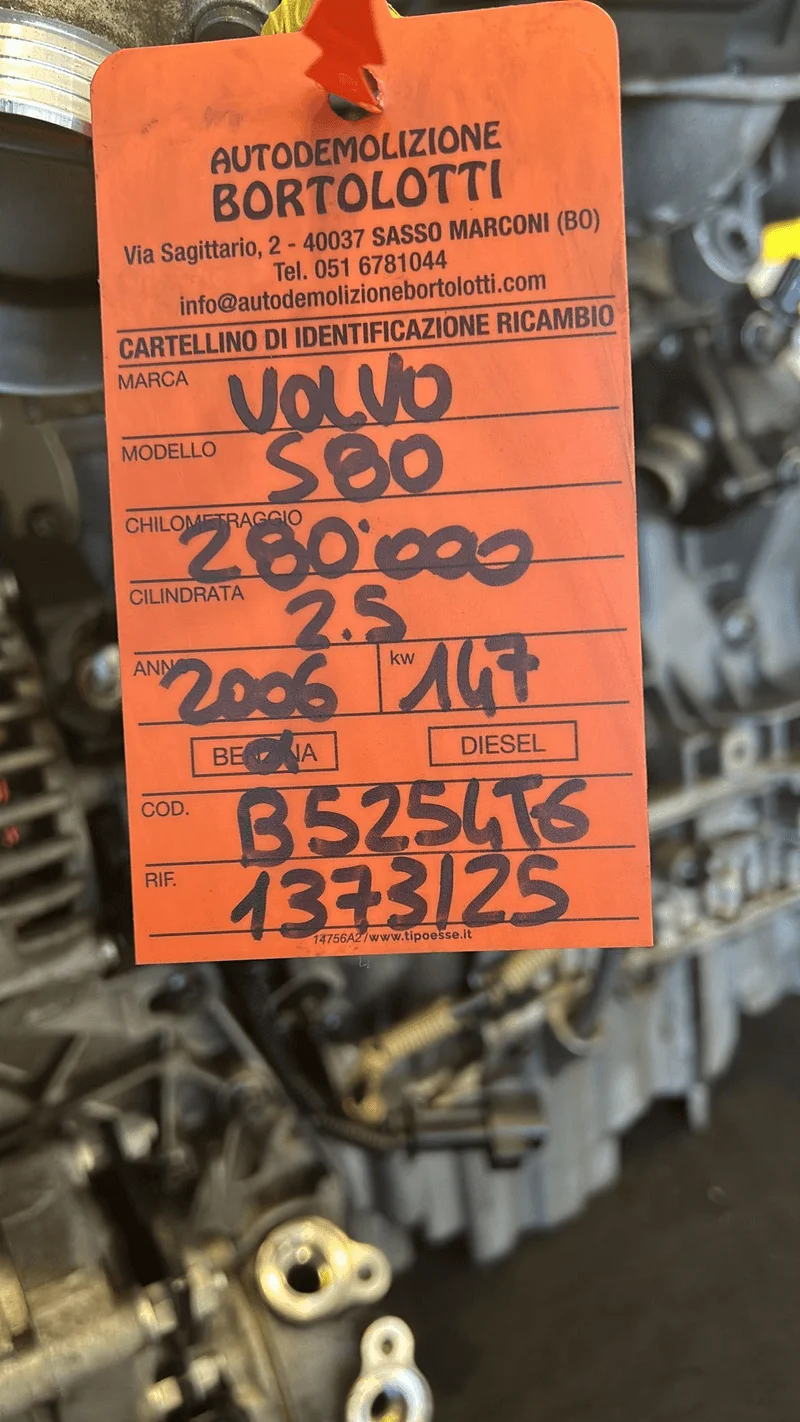 AUTODEMOLIZIONE
BORTOLOTTI
Via Sagittario, 2 - 40037 SASSO MARCONI (BO)
Tel. 051 6781044
info@autodemolizionebortolotti.com
CARTELLINO DI IDENTIFICAZIONE RICAMBIO
MARCA VOLVO
MODELLO S80
CHILOMETRAGGIO 280'000
CILINDRATA 2.5
ANNO 2006 kw 147
BENZINA DIESEL
COD. B5254T6
RIF. 1373/25
14756A2/www.tipoesse.it